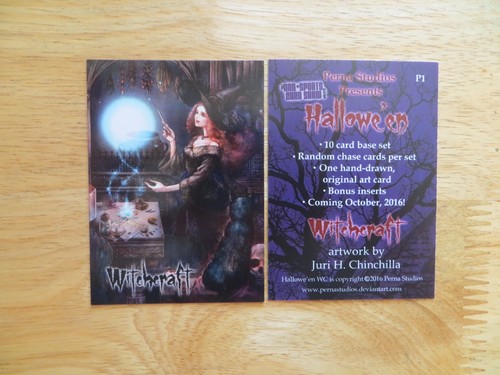 Witchcraft
Perna Studios
P1
Presents
Hallowe'en
• 10 card base set
• Random chase cards per set
• One hand-drawn,
original art card
• Bonus inserts
• Coming October, 2016!
Witchcraft
artwork by
Juri H. Chinchilla
Hallowe'en WC is copyright ©2016 Perna Studios
www.pernastudios.deviantart.com